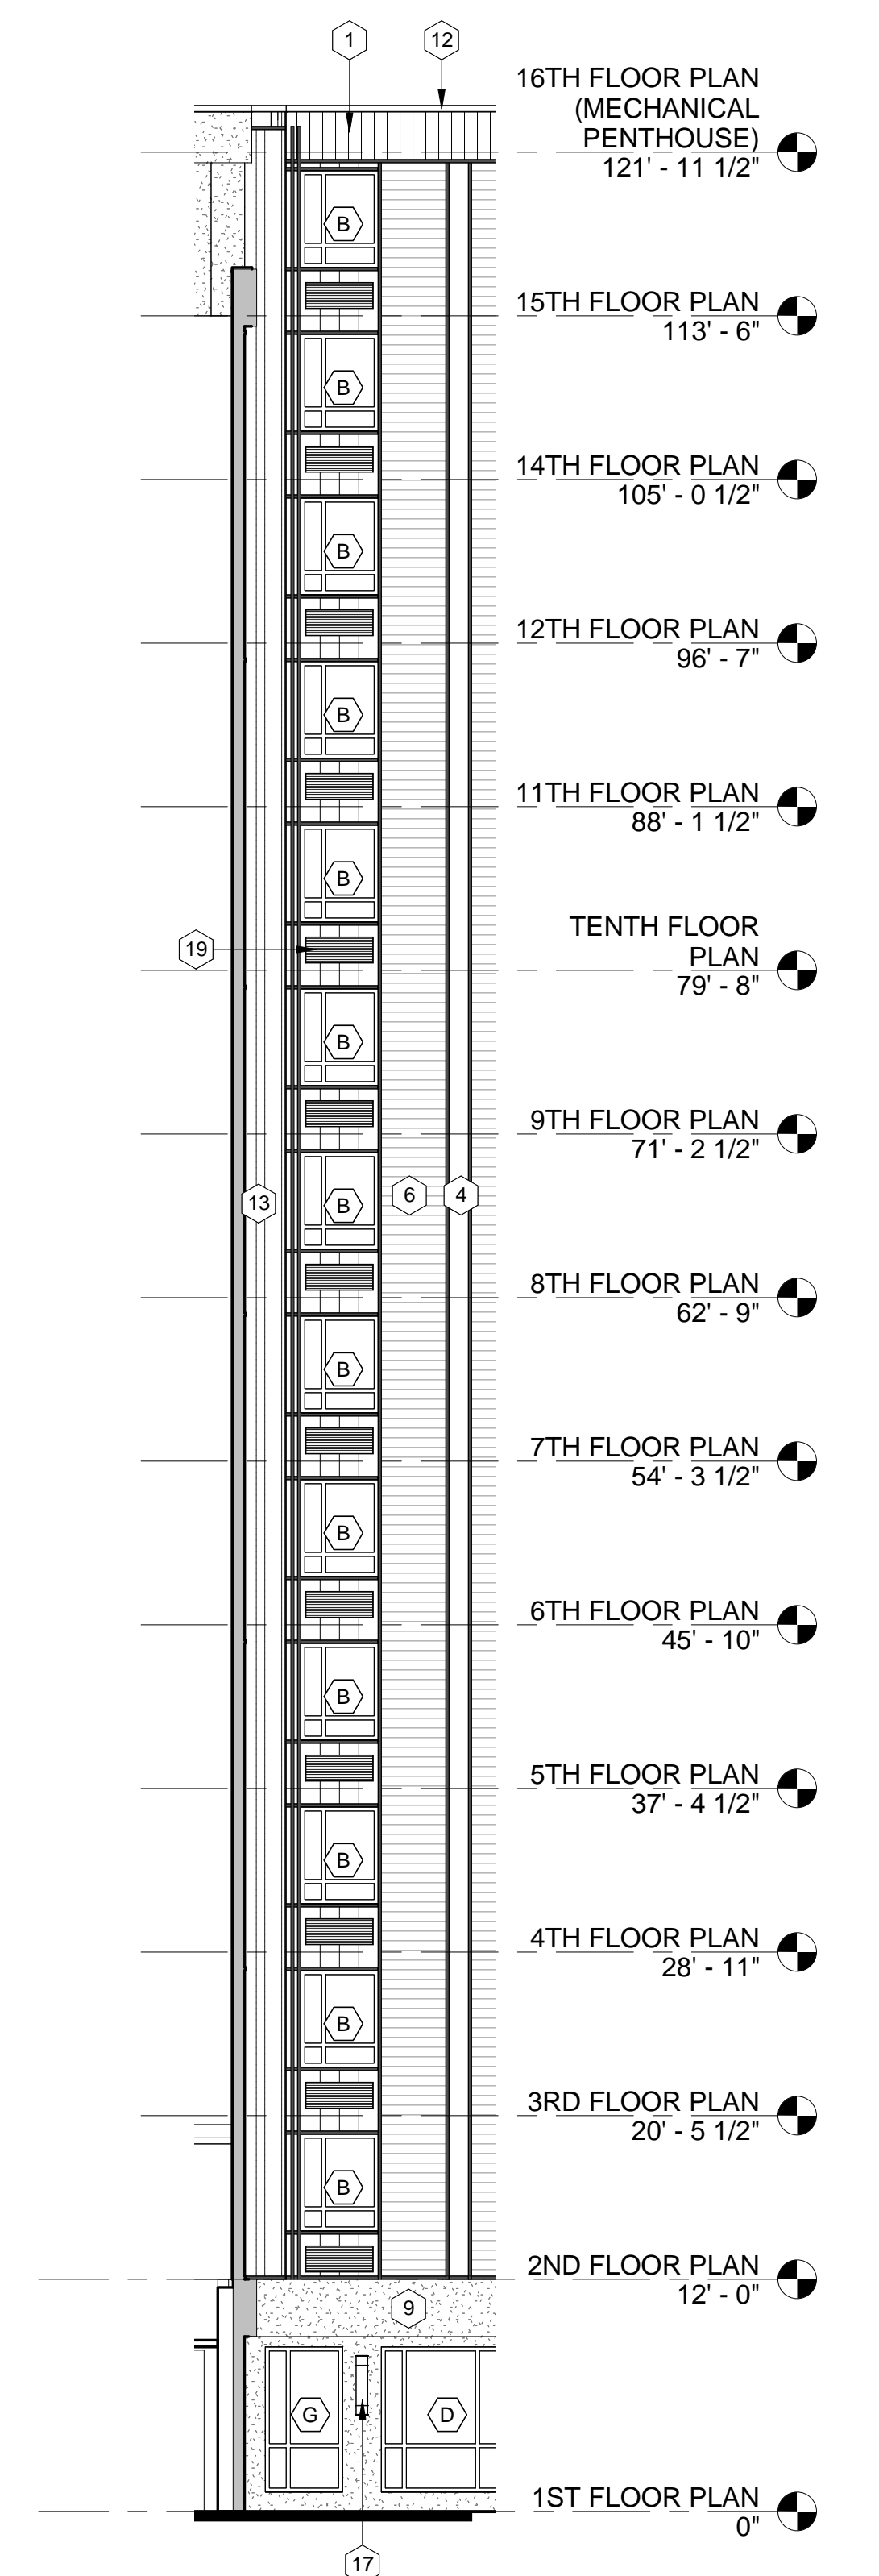 1
12
16TH FLOOR PLAN
(MECHANICAL
PENTHOUSE)
121' - 11 1/2"
B
15TH FLOOR PLAN
113' - 6"
B
14TH FLOOR PLAN
105' - 0 1/2"
B
12TH FLOOR PLAN
96' - 7"
B
11TH FLOOR PLAN
88' - 1 1/2"
B
19
TENTH FLOOR
PLAN
79' - 8"
B
9TH FLOOR PLAN
71' - 2 1/2"
13
B
6
4
8TH FLOOR PLAN
62' - 9"
B
7TH FLOOR PLAN
54' - 3 1/2"
B
6TH FLOOR PLAN
45' - 10"
B
5TH FLOOR PLAN
37' - 4 1/2"
B
4TH FLOOR PLAN
28' - 11"
B
3RD FLOOR PLAN
20' - 5 1/2"
B
2ND FLOOR PLAN
12' - 0"
9
G
D
1ST FLOOR PLAN
0"
17